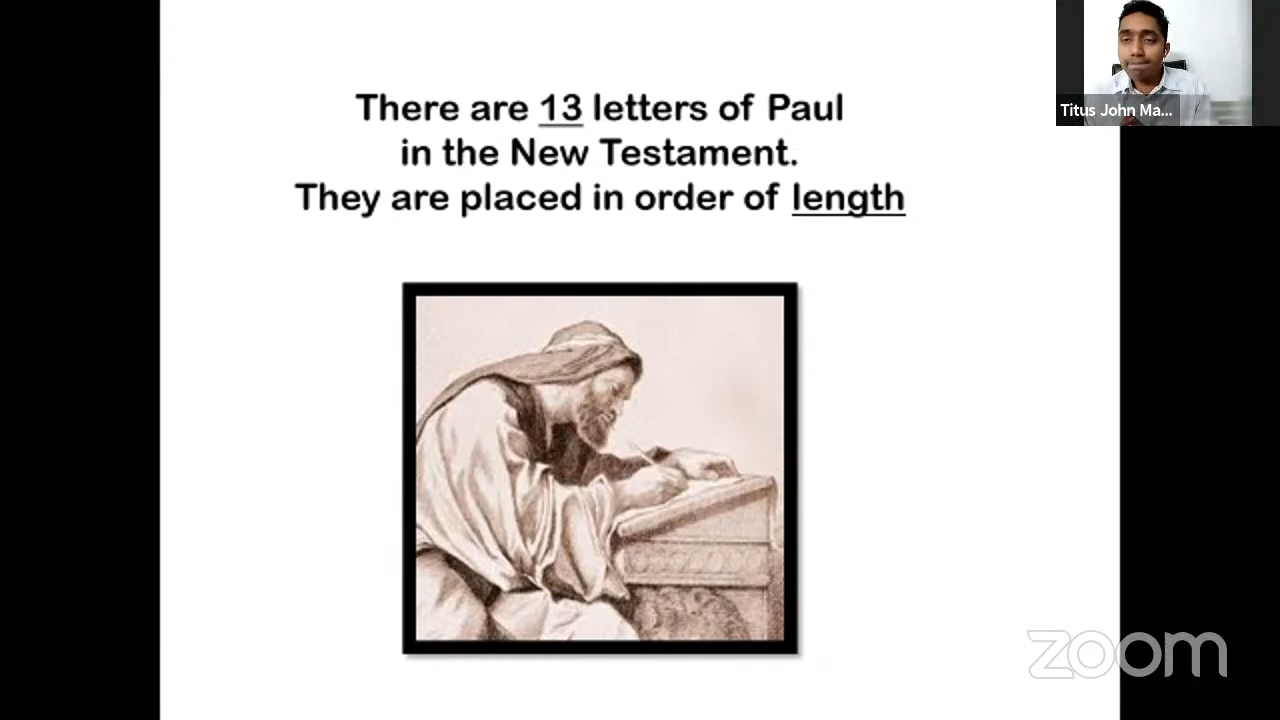 There are 13 letters of Paul
in the New Testament.
They are placed in order of length
Titus John Ma...
zoom